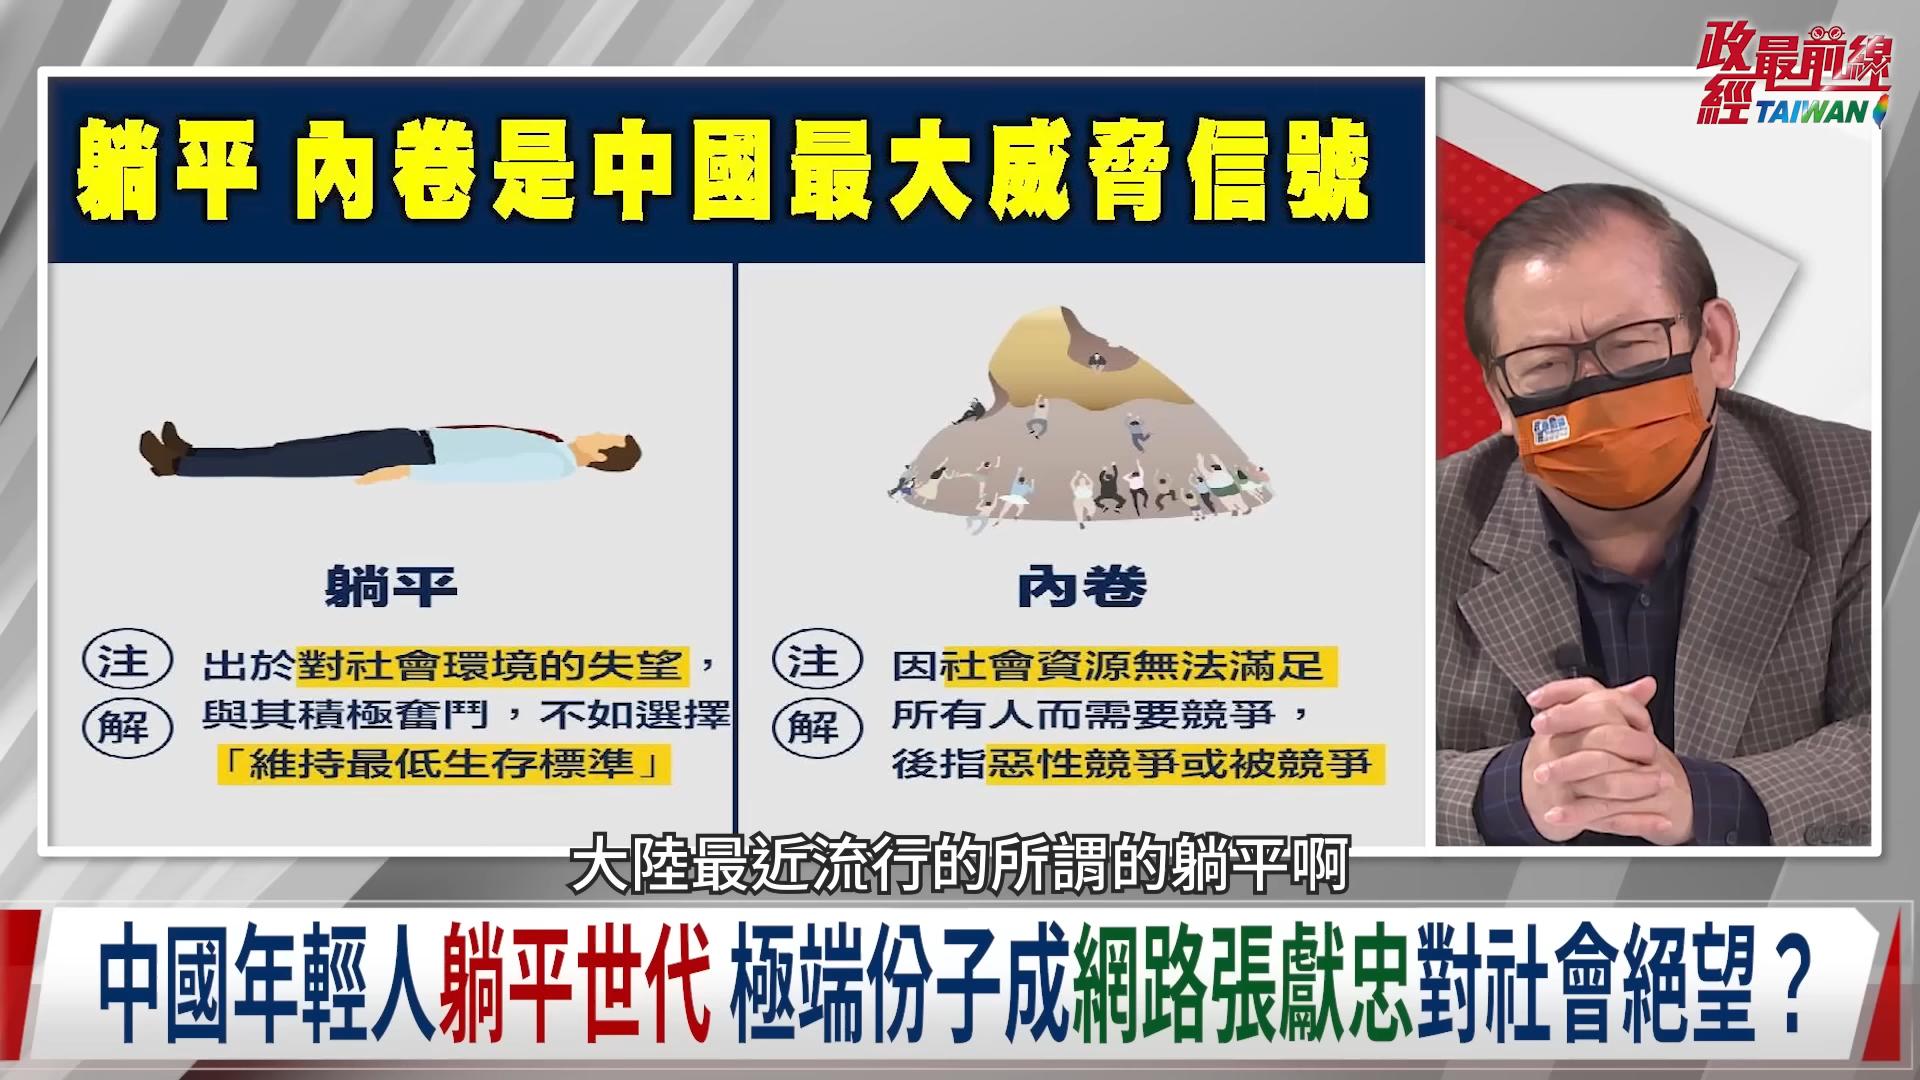 政經最前線
TAIWAN
躺平 內卷是中國最大威脅信號
躺平
注解
出於對社會環境的失望，
與其積極奮鬥，不如選擇
「維持最低生存標準」
內卷
注解
因社會資源無法滿足
所有人而需要競爭，
後指惡性競爭或被競爭
大陸最近流行的所謂的躺平啊
中國年輕人躺平世代 極端份子成網路張獻忠對社會絕望？